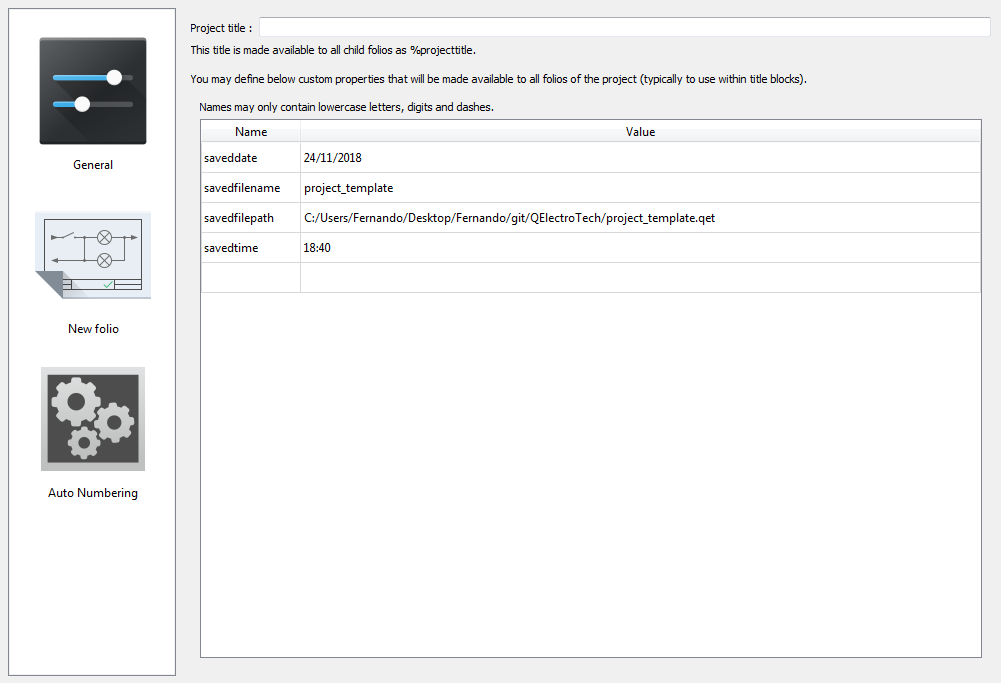 Project title :
This title is made available to all child folios as %projecttitle.
You may define below custom properties that will be made available to all folios of the project (typically to use within title blocks).
Names may only contain lowercase letters, digits and dashes.
Name Value
saveddate 24/11/2018
savedfilename project_template
savedfilepath C:/Users/Fernando/Desktop/Fernando/git/QElectroTech/project_template.qet
savedtime 18:40
General
New folio
Auto Numbering